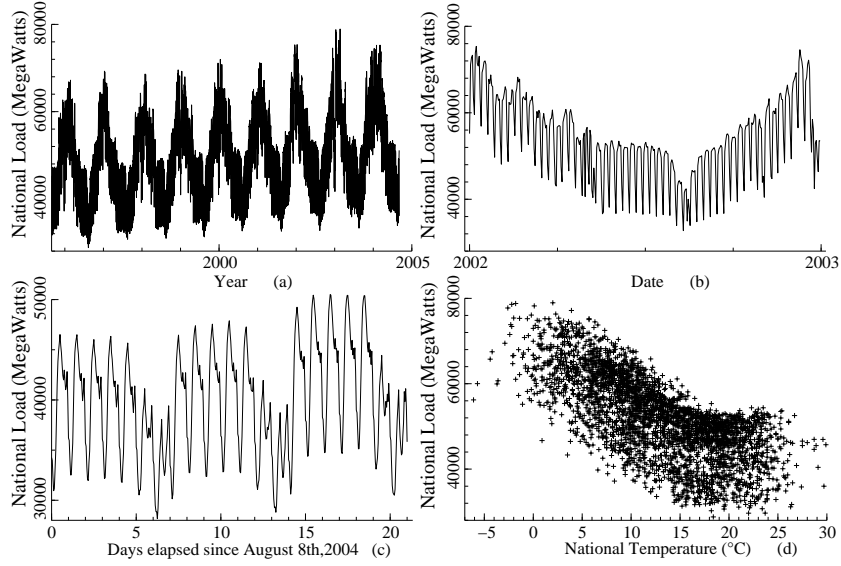 National Load (MegaWatts)
80000
60000
40000
2000
2005
Year (a)
National Load (MegaWatts)
80000
60000
40000
2002
2003
Date (b)
National Load (MegaWatts)
50000
40000
30000
0 5 10 15 20
Days elapsed since August 8th,2004 (c)
National Load (MegaWatts)
80000
60000
40000
−5 0 5 10 15 20 25 30
National Temperature (°C) (d)